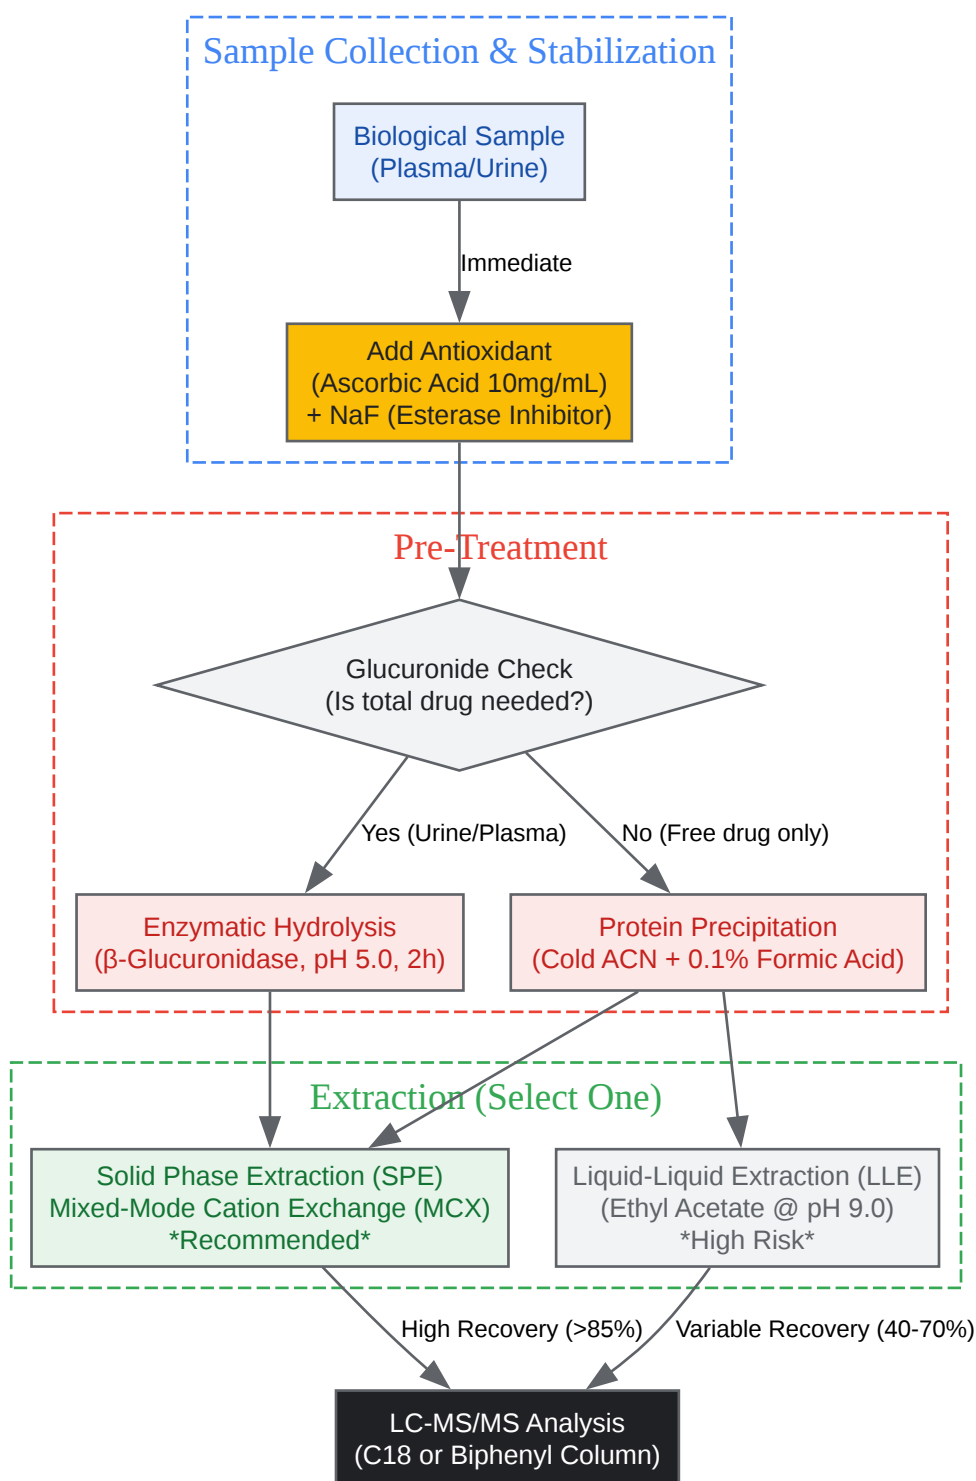 Sample Collection & Stabilization
Biological Sample
(Plasma/Urine)
Immediate
Add Antioxidant
(Ascorbic Acid 10mg/mL)
+ NaF (Esterase Inhibitor)
Pre-Treatment
Glucuronide Check
(Is total drug needed?)
Yes (Urine/Plasma)
No (Free drug only)
Enzymatic Hydrolysis
(β-Glucuronidase, pH 5.0, 2h)
Protein Precipitation
(Cold ACN + 0.1% Formic Acid)
Extraction (Select One)
Solid Phase Extraction (SPE)
Mixed-Mode Cation Exchange (MCX)
*Recommended*
Liquid-Liquid Extraction (LLE)
(Ethyl Acetate @ pH 9.0)
*High Risk*
High Recovery (>85%)
Variable Recovery (40-70%)
LC-MS/MS Analysis
(C18 or Biphenyl Column)